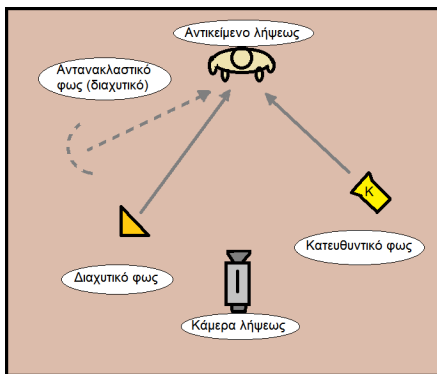 Αντικείμενο λήψεως
Αντανακλαστικό
φως (διαχυτικό)
K
Κατευθυντικό φως
Διαχυτικό φως
Κάμερα λήψεως